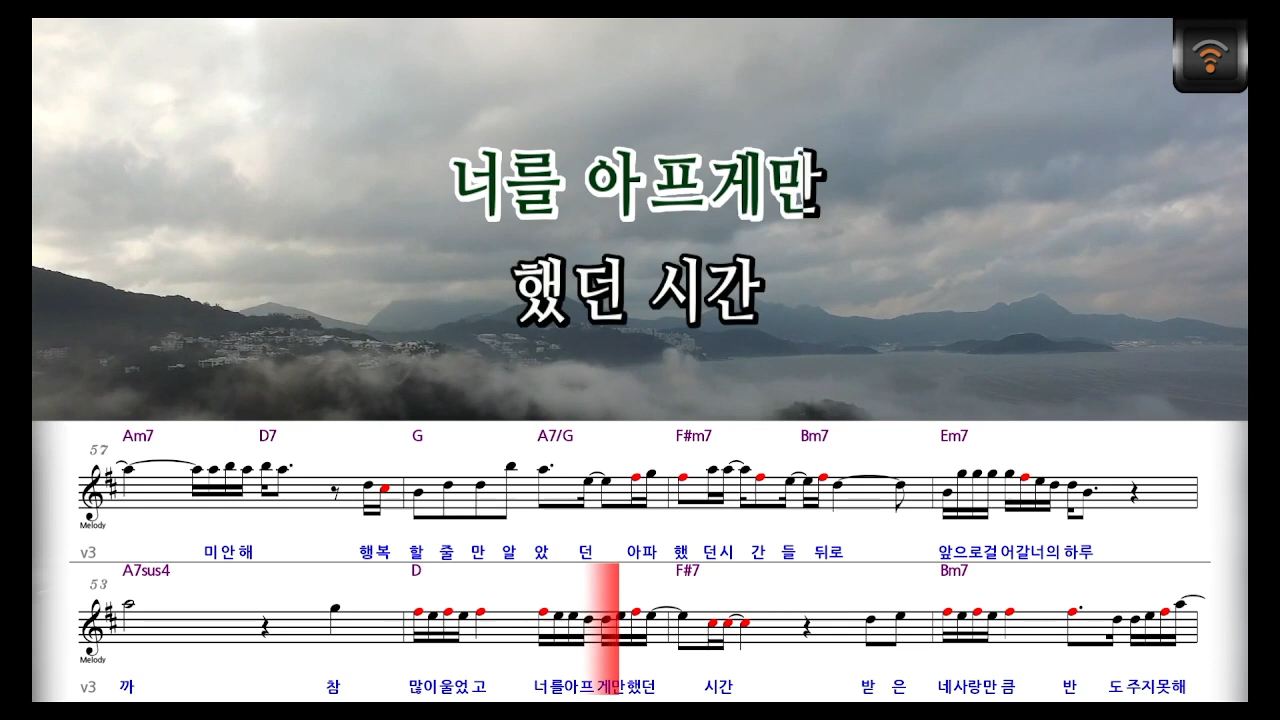 너를 아프게만
했던 시간
Am7 D7 G A7/G F#m7 Bm7 Em7
57
Melody
v3 미안해 행복 할 줄 만 알 았 던 아파 했 던시 간 들 뒤로 앞으로걸어갈너의하루
A7sus4 D F#7 Bm7
53
Melody
v3 까 참 많이울었고 너를아프게만했던 시간 받 은 네사랑만큼 반 도주지못해